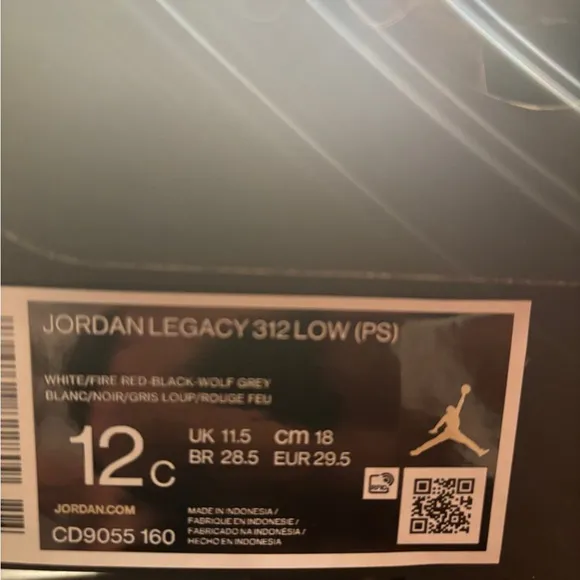 JORDAN LEGACY 312 LOW (PS)
WHITE/FIRE RED-BLACK-WOLF GREY
BLANC/NOIR/GRIS LOUP/ROUGE FEU
12C
UK 11.5 cm 18
BR 28.5 EUR 29.5
JORDAN.COM
CD9055 160
MADE IN INDONESIA /
FABRIQUE EN INDONESIE /
FABRICADO NA INDONÉSIA /
HECHO EN INDONESIA